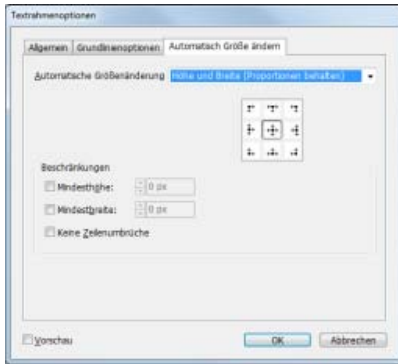 Textrahmenoptionen
Allgemein Grundlinienoptionen Automatisch Größe ändern
Automatische Größenänderung Höhe und Breite (Proportionen behalten)
Beschränkungen
Mindesthöhe: 0 px
Mindestbreite: 0 px
Keine Zeilenumbrüche
Vorschau OK Abbrechen